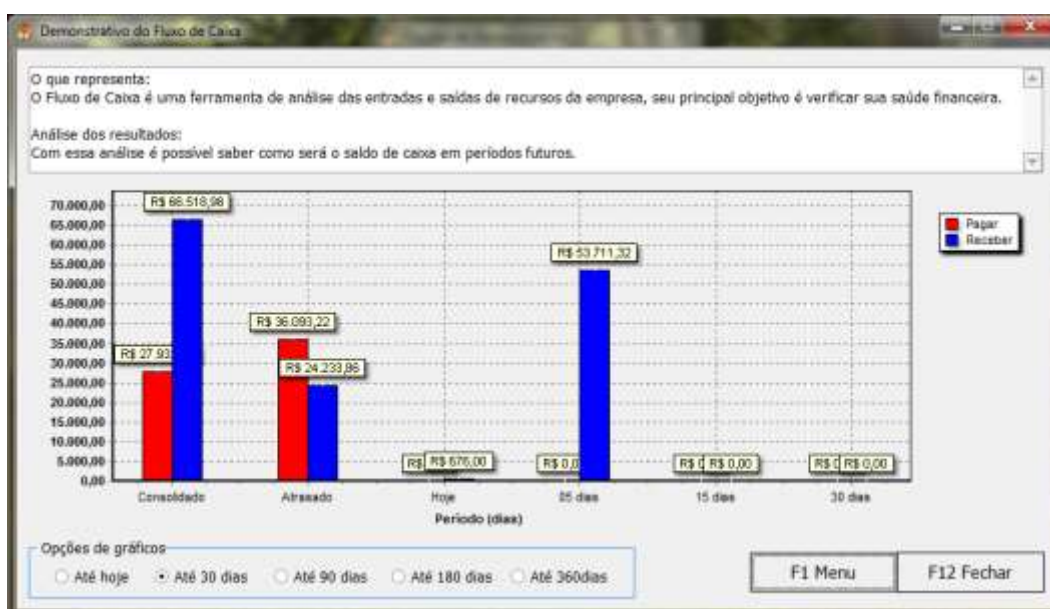 Demonstrativo do Fluxo de Caixa
O que representa:
O Fluxo de Caixa é uma ferramenta de análise das entradas e saídas de recursos da empresa, seu principal objetivo é verificar sua saúde financeira.
Análise dos resultados:
Com essa análise é possível saber como será o saldo de caixa em períodos futuros.
70.000,00
65.000,00
60.000,00
55.000,00
50.000,00
45.000,00
40.000,00
35.000,00
30.000,00
25.000,00
20.000,00
15.000,00
10.000,00
5.000,00
0,00
R$ 27.93
R$ 66.518,98
R$ 36.093,22
R$ 24.233,86
R$
R$ 676,00
R$ 0,0
R$ 53.711,32
R$ R$ 0,00
R$ R$ 0,00
Pagar
Receber
Consolidado Atrasado Hoje 05 dias 15 dias 30 dias
Período (dias)
Opções de gráficos
Até hoje Até 30 dias Até 90 dias Até 180 dias Até 360dias
F1 Menu F12 Fechar